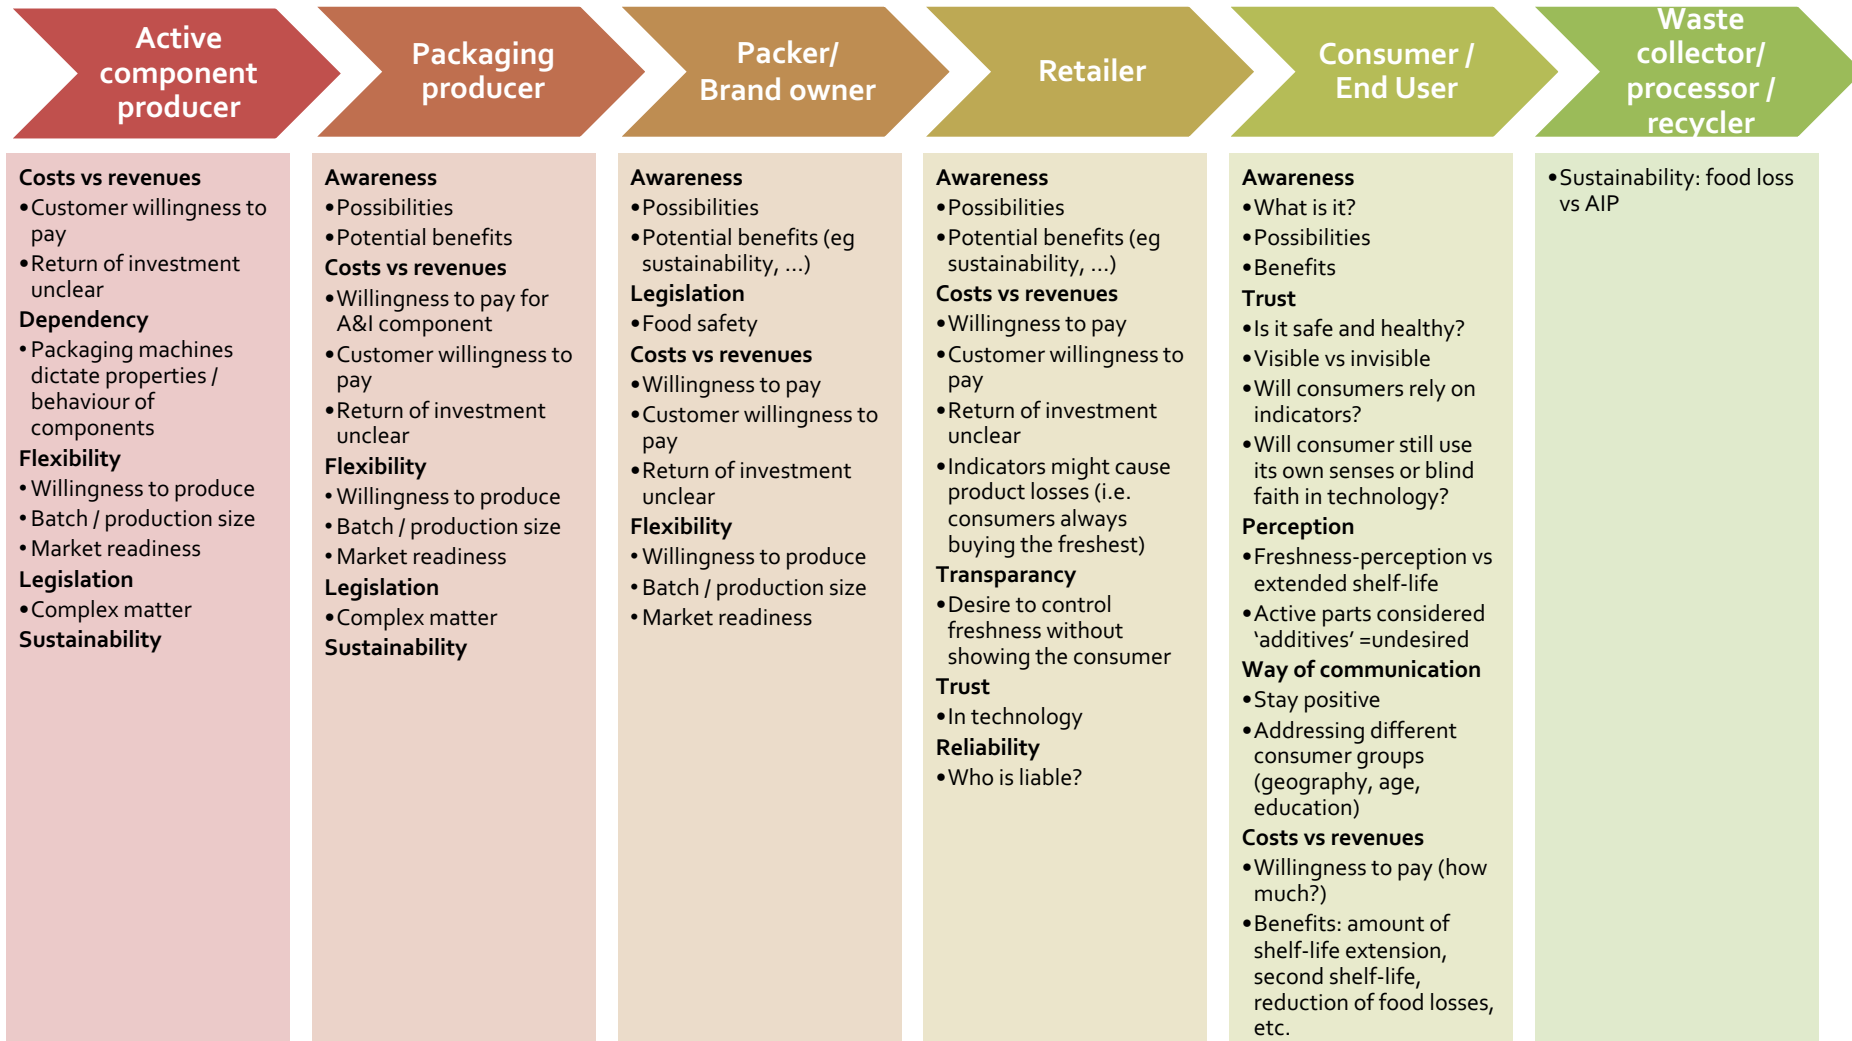 Active
component
producer
Packaging
producer
Packer/
Brand owner
Retailer
Consumer /
End User
Waste
collector/
processor /
recycler
Costs vs revenues
•Customer willingness to
pay
•Return of investment
unclear
Dependency
•Packaging machines
dictate properties /
behaviour of
components
Flexibility
•Willingness to produce
•Batch / production size
•Market readiness
Legislation
•Complex matter
Sustainability
Awareness
•Possibilities
•Potential benefits
Costs vs revenues
•Willingness to pay for
A&I component
•Customer willingness to
pay
•Return of investment
unclear
Flexibility
•Willingness to produce
•Batch / production size
•Market readiness
Legislation
•Complex matter
Sustainability
Awareness
•Possibilities
•Potential benefits (eg
sustainability, ...)
Legislation
•Food safety
Costs vs revenues
•Willingness to pay
•Customer willingness to
pay
•Return of investment
unclear
Flexibility
•Willingness to produce
•Batch / production size
•Market readiness
Awareness
•Possibilities
•Potential benefits (eg
sustainability, ...)
Costs vs revenues
•Willingness to pay
•Customer willingness to
pay
•Return of investment
unclear
•Indicators might cause
product losses (i.e.
consumers always
buying the freshest)
Transparancy
•Desire to control
freshness without
showing the consumer
Trust
•In technology
Reliability
•Who is liable?
Awareness
•What is it?
•Possibilities
•Benefits
Trust
•Is it safe and healthy?
•Visible vs invisible
•Will consumers rely on
indicators?
•Will consumer still use
its own senses or blind
faith in technology?
Perception
•Freshness-perception vs
extended shelf-life
•Active parts considered
‘additives’ =undesired
Way of communication
•Stay positive
•Addressing different
consumer groups
(geography, age,
education)
Costs vs revenues
•Willingness to pay (how
much?)
•Benefits: amount of
shelf-life extension,
second shelf-life,
reduction of food losses,
etc.
•Sustainability: food loss
vs AIP